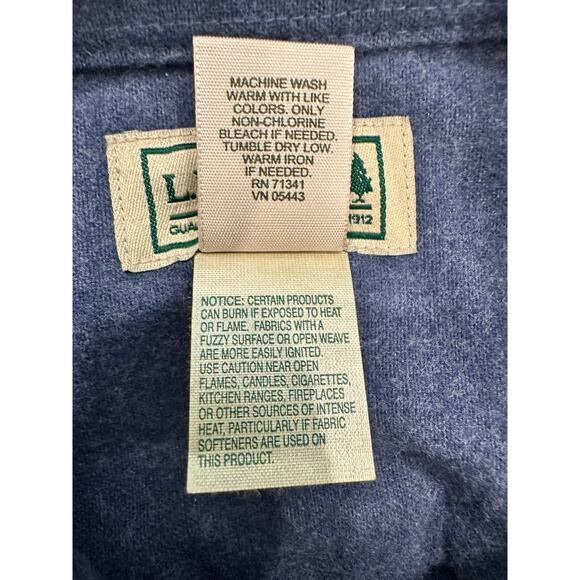 MACHINE WASH
WARM WITH LIKE
COLORS. ONLY
NON-CHLORINE
BLEACH IF NEEDED.
TUMBLE DRY LOW.
WARM IRON
IF NEEDED.
RN 71341
VN 05443
L.
1912
NOTICE: CERTAIN PRODUCTS
CAN BURN IF EXPOSED TO HEAT
OR FLAME. FABRICS WITH A
FUZZY SURFACE OR OPEN WEAVE
ARE MORE EASILY IGNITED.
USE CAUTION NEAR OPEN
FLAMES, CANDLES, CIGARETTES,
KITCHEN RANGES, FIREPLACES
OR OTHER SOURCES OF INTENSE
HEAT, PARTICULARLY IF FABRIC
SOFTENERS ARE USED ON
THIS PRODUCT.